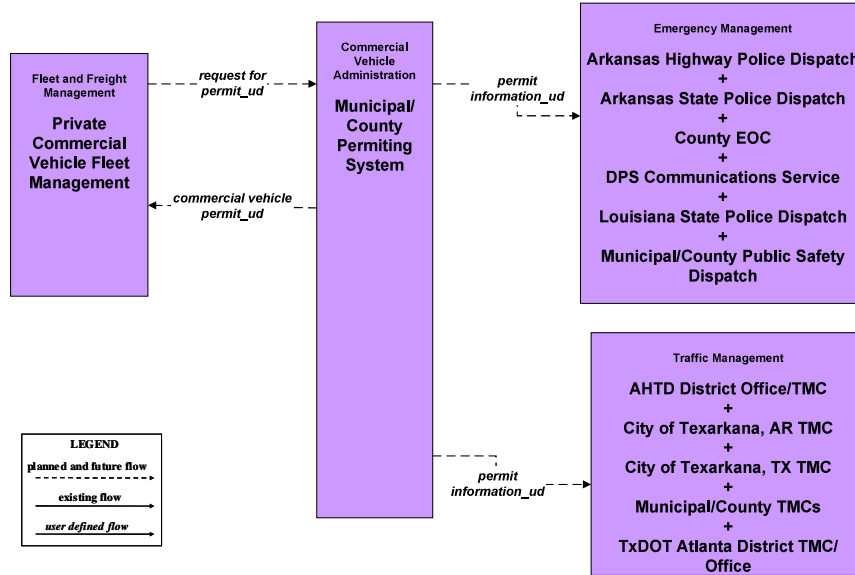 Fleet and Freight
Management
Private
Commercial
Vehicle Fleet
Management
request for
permit_ud
commercial vehicle
permit_ud
Commercial
Vehicle
Administration
Municipal/
County
Permiting
System
permit
information_ud
Emergency Management
Arkansas Highway Police Dispatch
+
Arkansas State Police Dispatch
+
County EOC
+
DPS Communications Service
+
Louisiana State Police Dispatch
+
Municipal/County Public Safety
Dispatch
permit
information_ud
Traffic Management
AHTD District Office/TMC
+
City of Texarkana, AR TMC
+
City of Texarkana, TX TMC
+
Municipal/County TMCs
+
TxDOT Atlanta District TMC/
Office
LEGEND
planned and future flow
existing flow
user defined flow